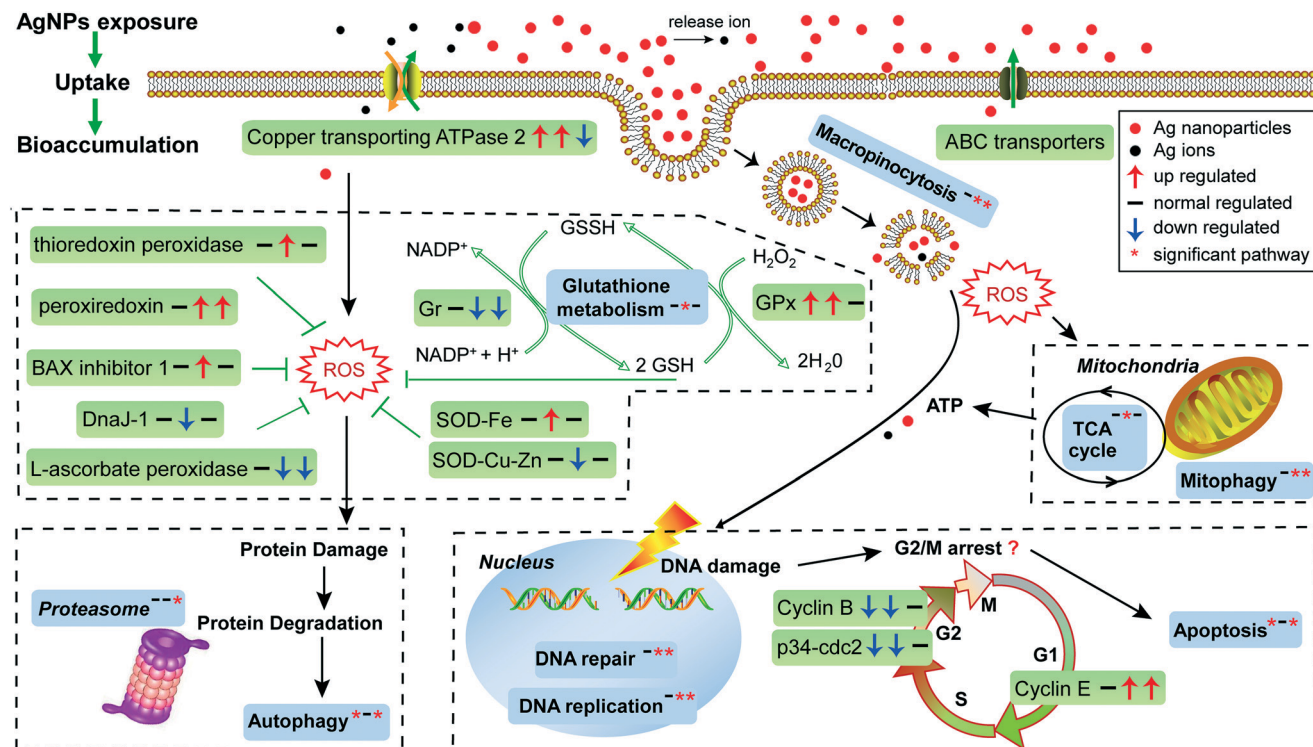 AgNPs exposure
Uptake
Bioaccumulation
release ion
Copper transporting ATPase 2 ↑ ↑ ↓
ABC transporters
Macropinocytosis -**
Ag nanoparticles
Ag ions
↑ up regulated
– normal regulated
↓ down regulated
* significant pathway
thioredoxin peroxidase – ↑ –
peroxiredoxin – ↑ ↑
BAX inhibitor 1 – ↑ –
DnaJ-1 – ↓ –
L-ascorbate peroxidase – ↓ ↓
ROS
SOD-Fe – ↑ –
SOD-Cu-Zn – ↓ –
GSSH
NADP⁺
H₂O₂
Gr – ↓ ↓
Glutathione
metabolism -*-
GPx ↑ ↑ –
NADP⁺ + H⁺
2 GSH
2H₂0
ROS
Mitochondria
ATP
TCA -*-
cycle
Mitophagy -**
Protein Damage
Proteasome --*
Protein Degradation
Autophagy *-*
Nucleus
DNA damage
DNA repair -**
DNA replication -**
G2/M arrest ?
Cyclin B ↓ ↓ –
p34-cdc2 ↓ ↓ –
M
G2
G1
S
Cyclin E – ↑ ↑
Apoptosis *-*